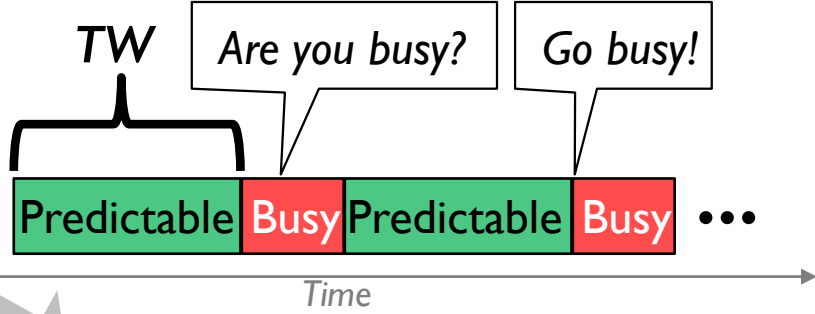 TW
Are you busy?
Go busy!
Predictable Busy Predictable Busy •••
Time